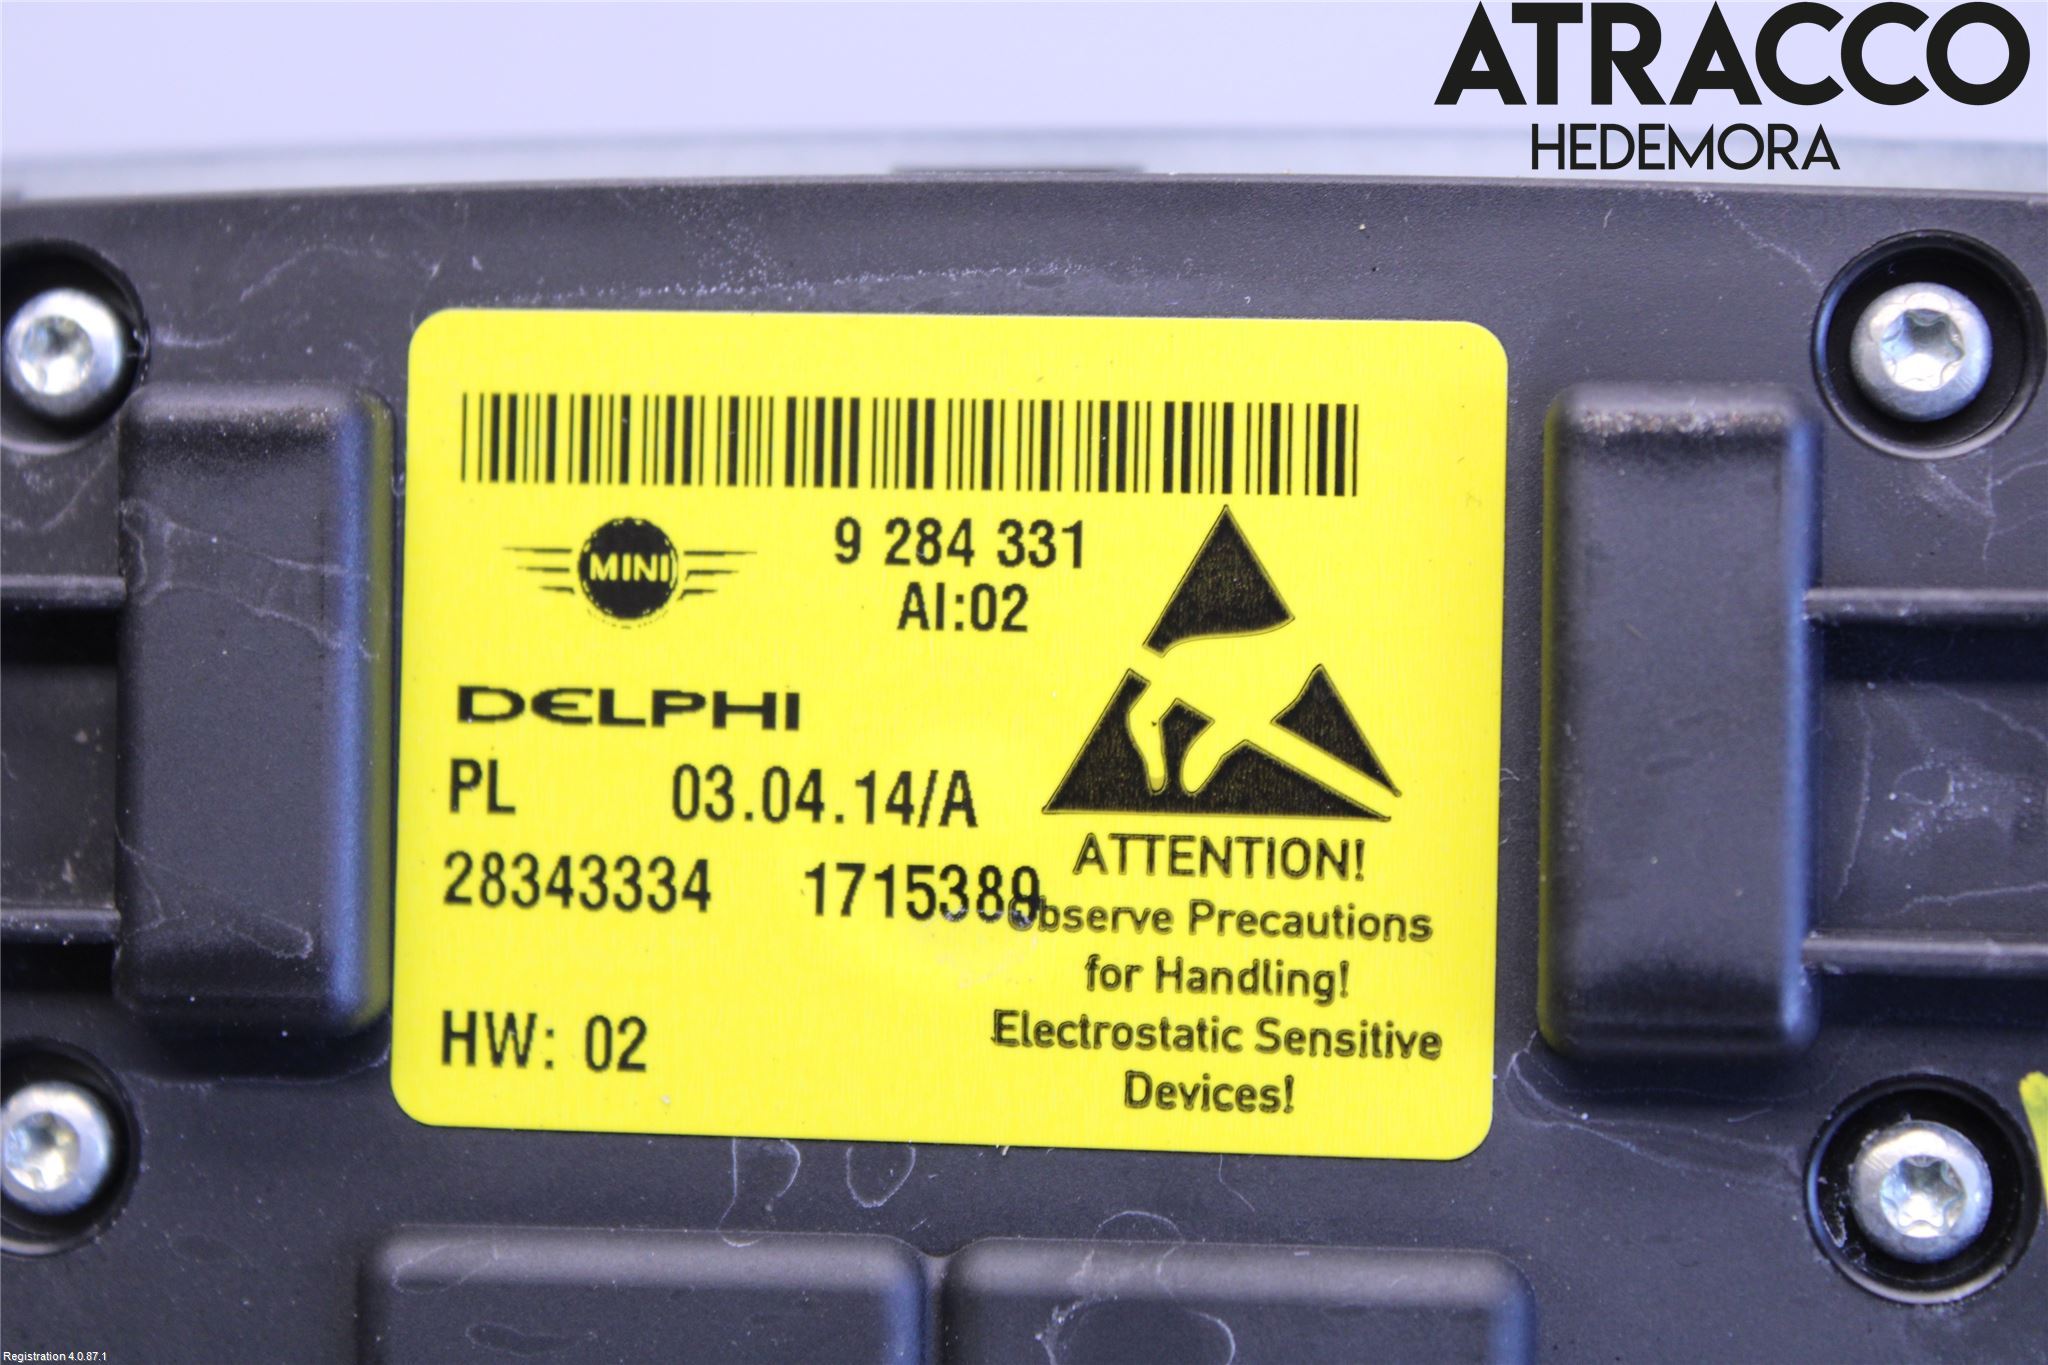 ATRACCO
HEDEMORA
MINI
9 284 331
AI:02
DELPHI
PL 03.04.14/A
28343334 1715389
HW: 02
ATTENTION!
Observe Precautions
for Handling!
Electrostatic Sensitive
Devices!
Registration 4.0.87.1